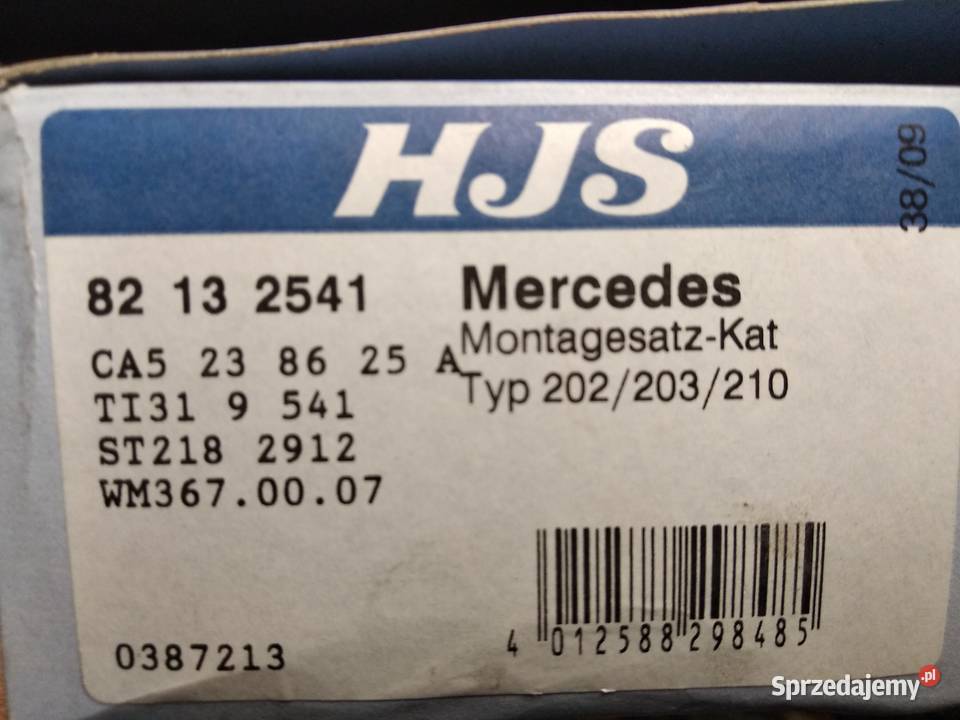 HJS
38/09
82 13 2541
Mercedes
CA5 23 86 25 A
Montagesatz-Kat
TI31 9 541
Typ 202/203/210
ST218 2912
WM367.00.07
4 012588 298485
0387213
Sprzedajemy.pl